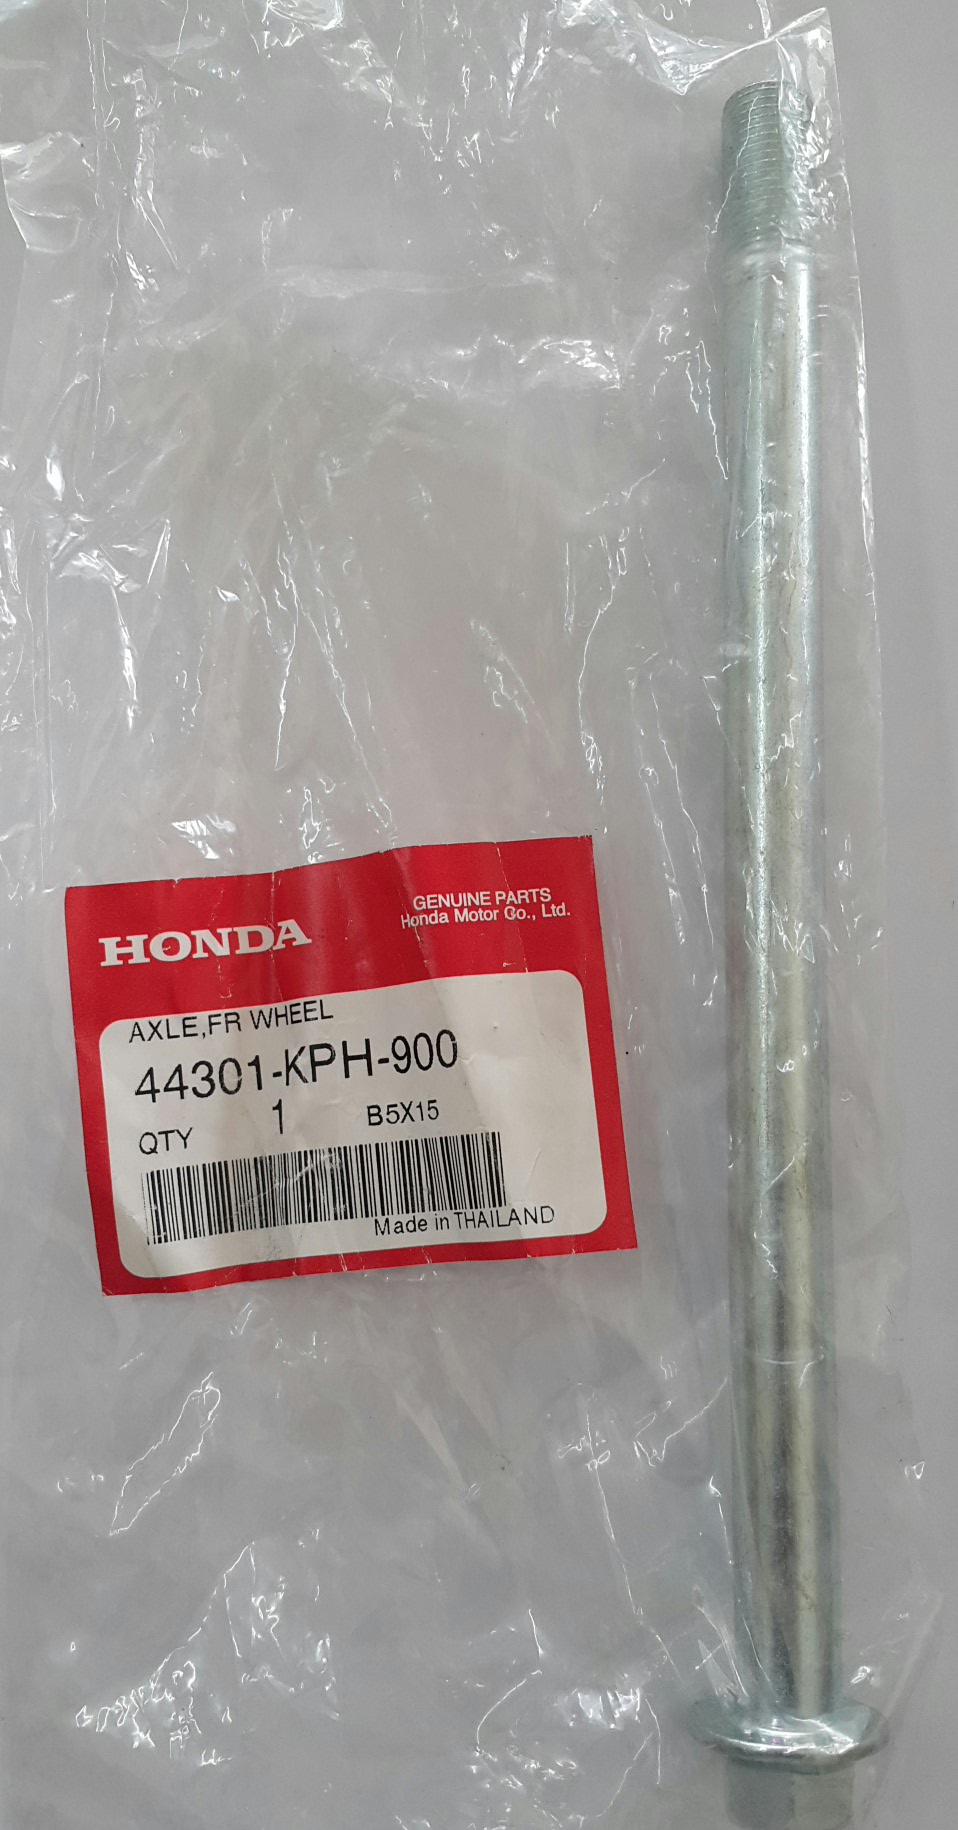 HONDA
GENUINE PARTS
Honda Motor Co., Ltd.
AXLE,FR WHEEL
44301-KPH-900
QTY 1 B5X15
Made in THAILAND